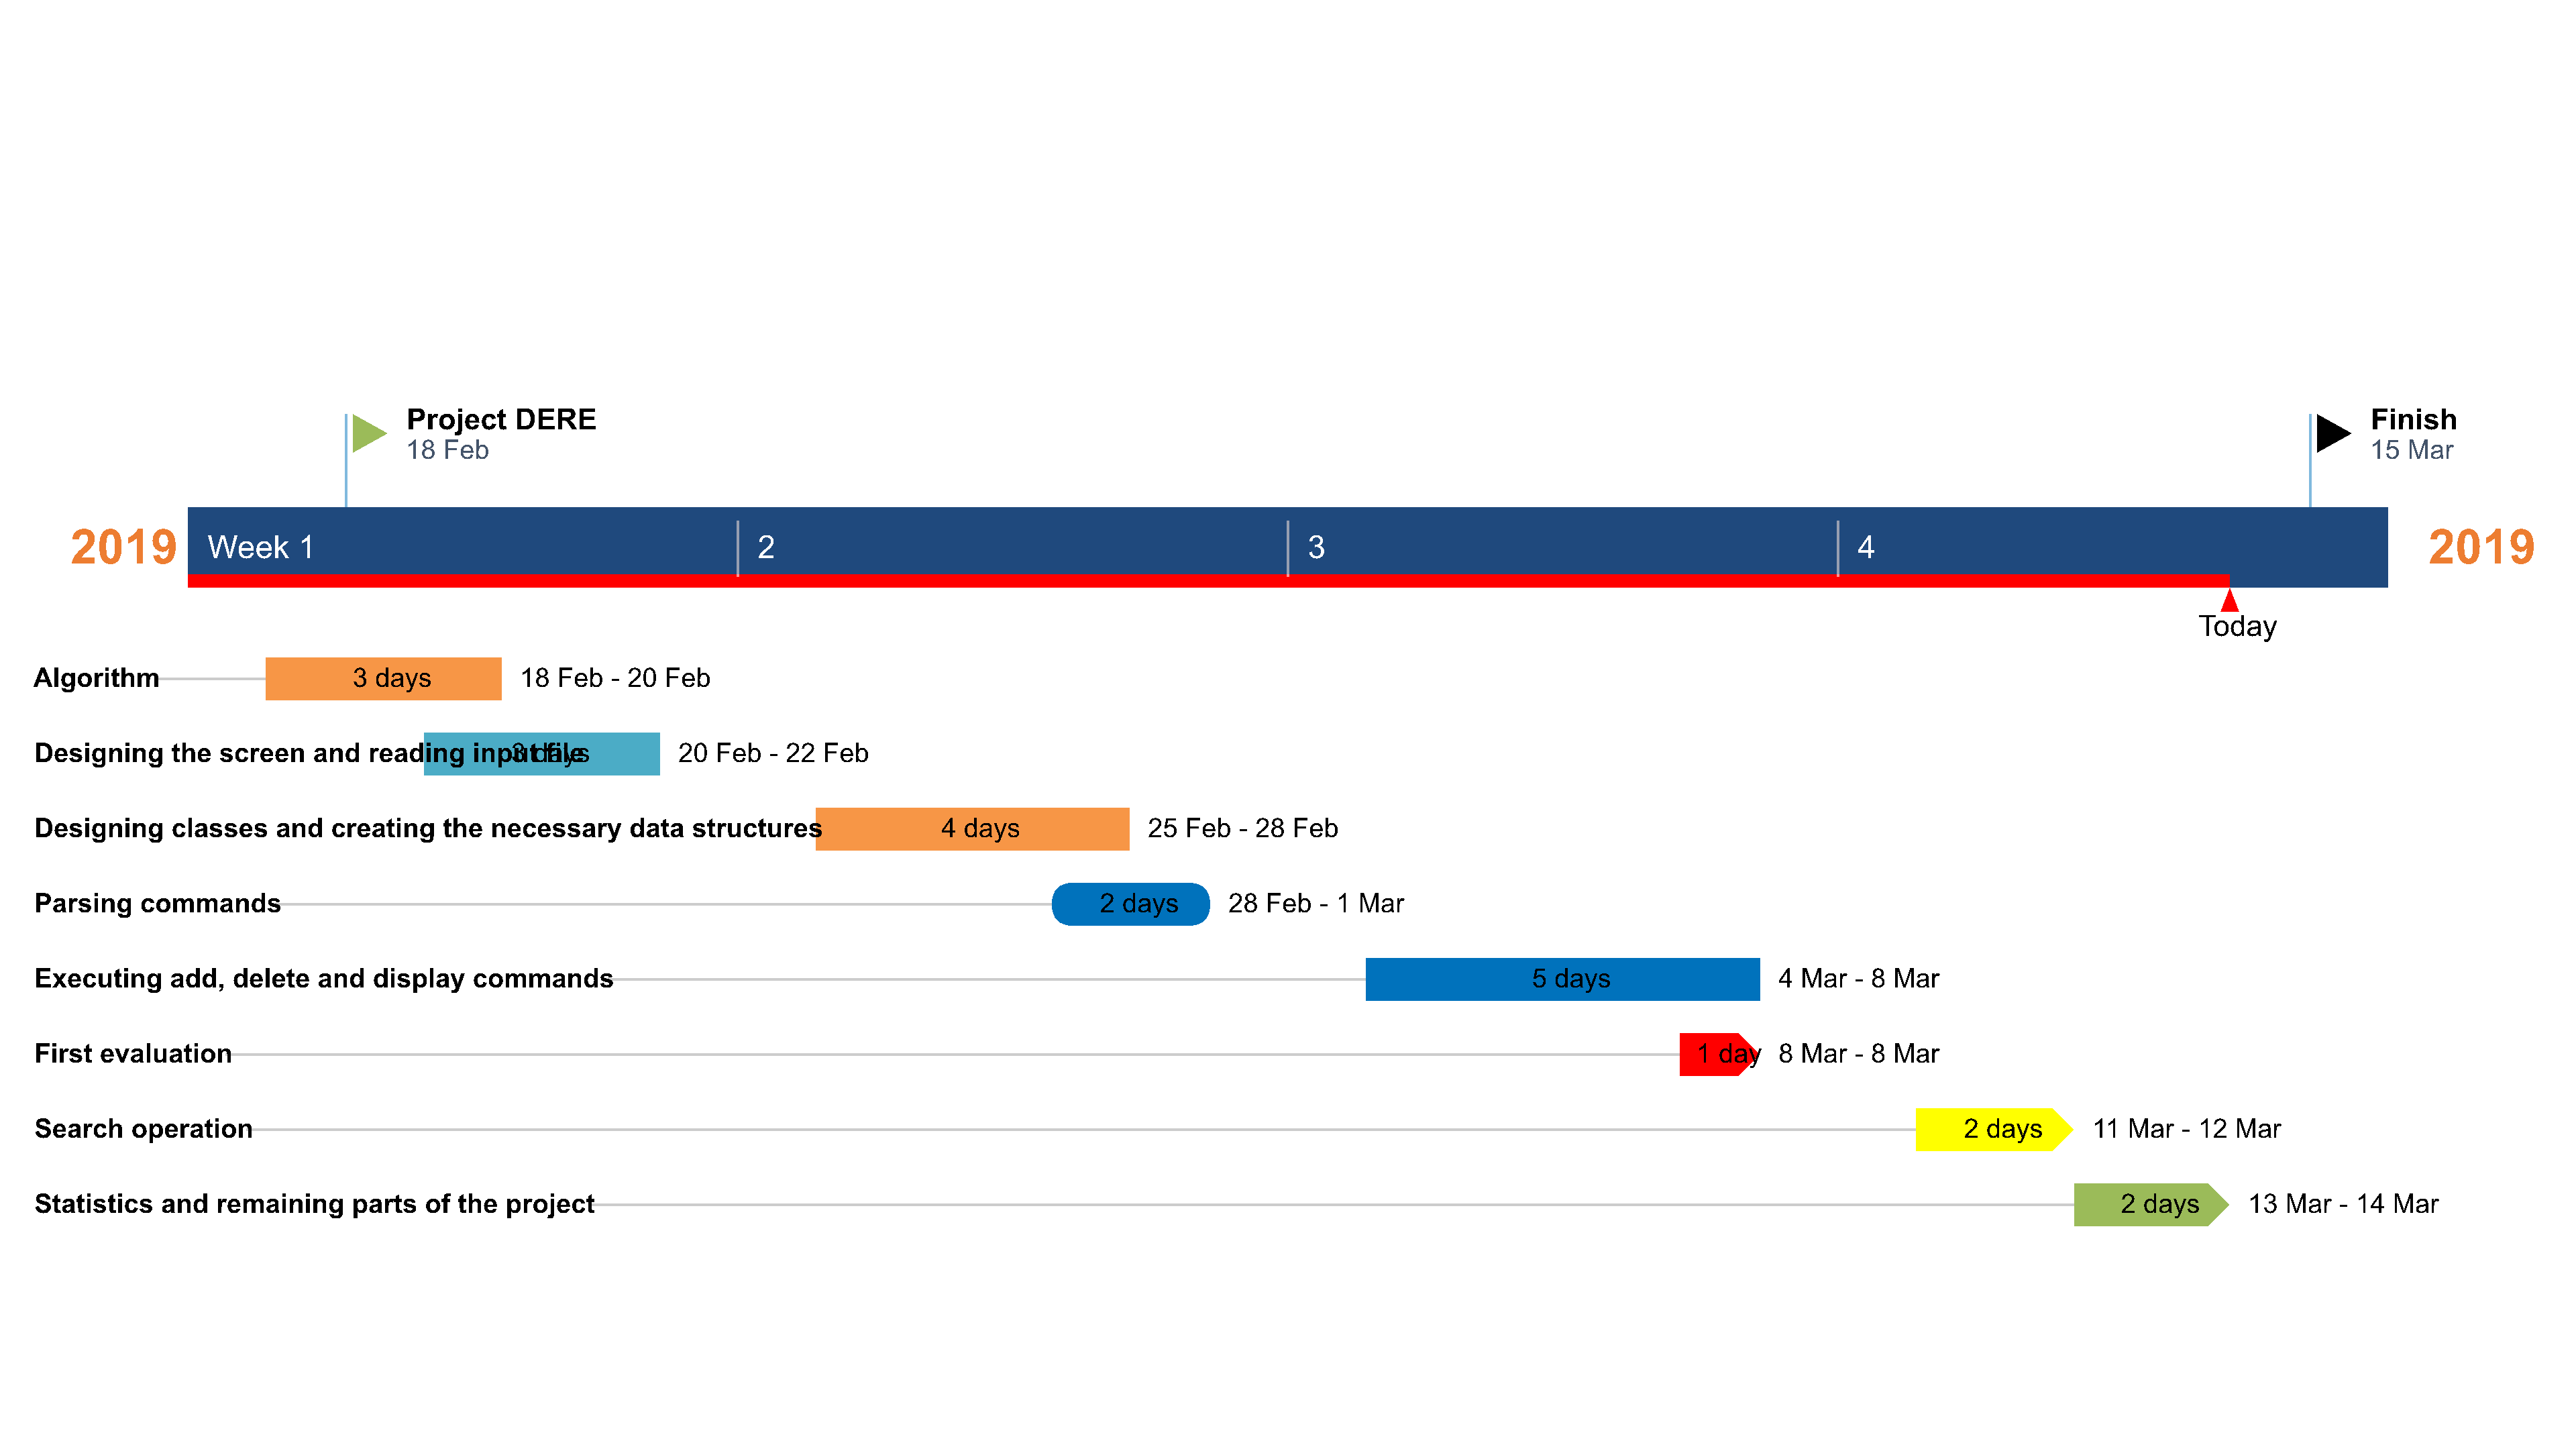 Project DERE
18 Feb
Finish
15 Mar
2019 Week 1 2 3 4 2019
Today
Algorithm 3 days 18 Feb - 20 Feb
Designing the screen and reading input file 3 days 20 Feb - 22 Feb
Designing classes and creating the necessary data structures 4 days 25 Feb - 28 Feb
Parsing commands 2 days 28 Feb - 1 Mar
Executing add, delete and display commands 5 days 4 Mar - 8 Mar
First evaluation 1 day 8 Mar - 8 Mar
Search operation 2 days 11 Mar - 12 Mar
Statistics and remaining parts of the project 2 days 13 Mar - 14 Mar